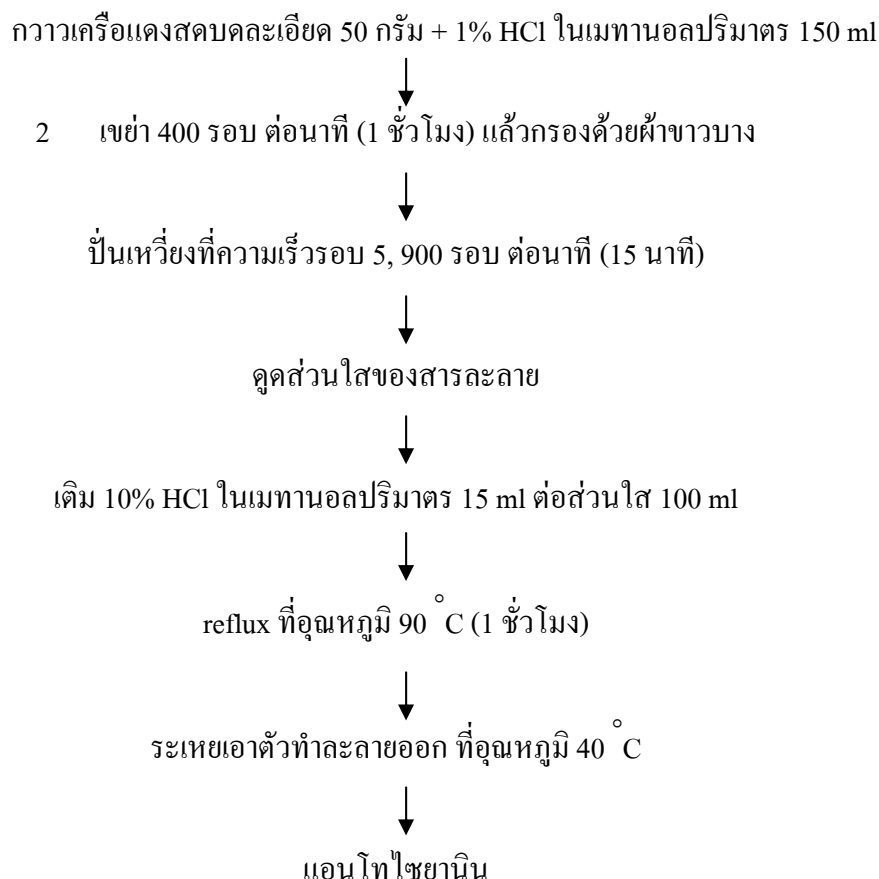 กวาวเครือแดงสดบดละเอียด 50 กรัม + 1% HCl ในเมทานอลปริมาตร 150 ml
2 เขย่า 400 รอบ ต่อนาที (1 ชั่วโมง) แล้วกรองด้วยผ้าขาวบาง
ปั่นเหวี่ยงที่ความเร็วรอบ 5, 900 รอบ ต่อนาที (15 นาที)
ดูดส่วนใสของสารละลาย
เติม 10% HCl ในเมทานอลปริมาตร 15 ml ต่อส่วนใส 100 ml
reflux ที่อุณหภูมิ 90 °C (1 ชั่วโมง)
ระเหยเอาตัวทำละลายออก ที่อุณหภูมิ 40 °C
แอนโทไซยานิน